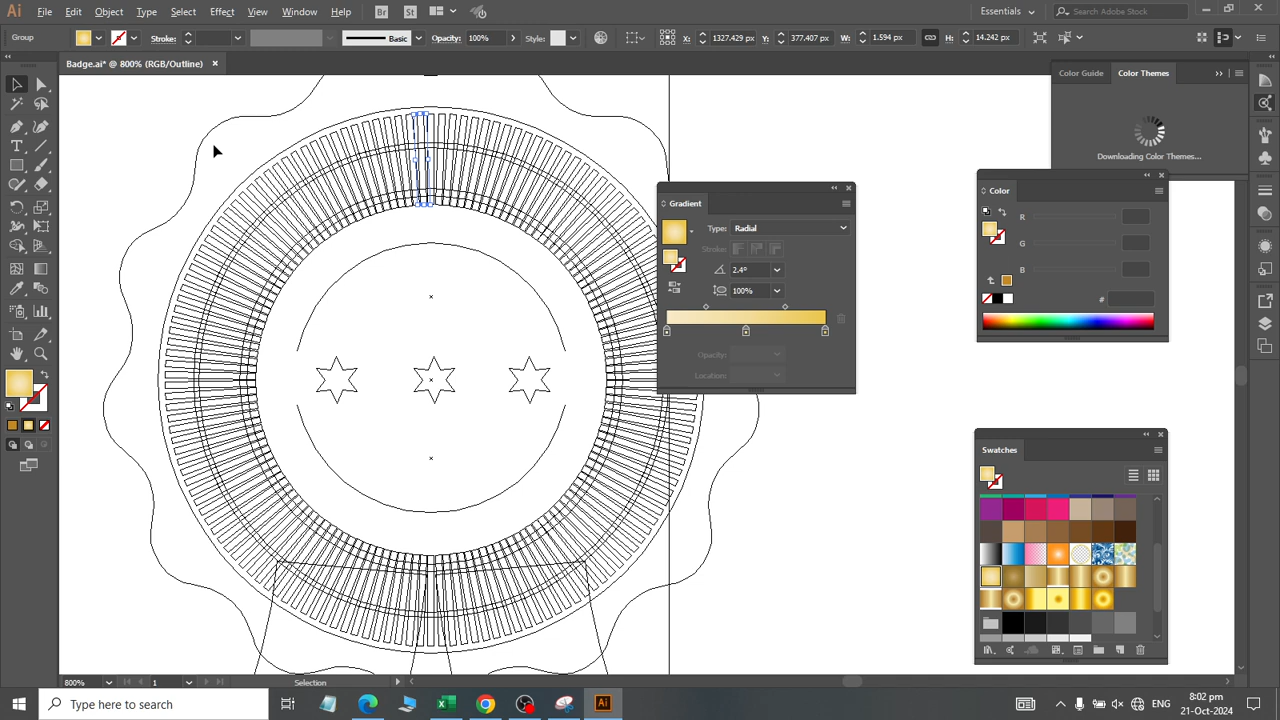 Ai File Edit Object Type Select Effect View Window Help Br St Essentials Search Adobe Stock
Group Stroke: Basic Opacity: 100% Style: X: 1327.429 px Y: 377.407 px W: 1.594 px H: 14.242 px
Badge.ai* @ 800% (RGB/Outline)
Color Guide Color Themes
Downloading Color Themes...
Gradient
Type: Radial
Stroke:
2.4°
100%
Opacity:
Location:
Color
R
G
B
#
Swatches
800% 1 Selection
Type here to search
Ai
8:02 pm
21-Oct-2024